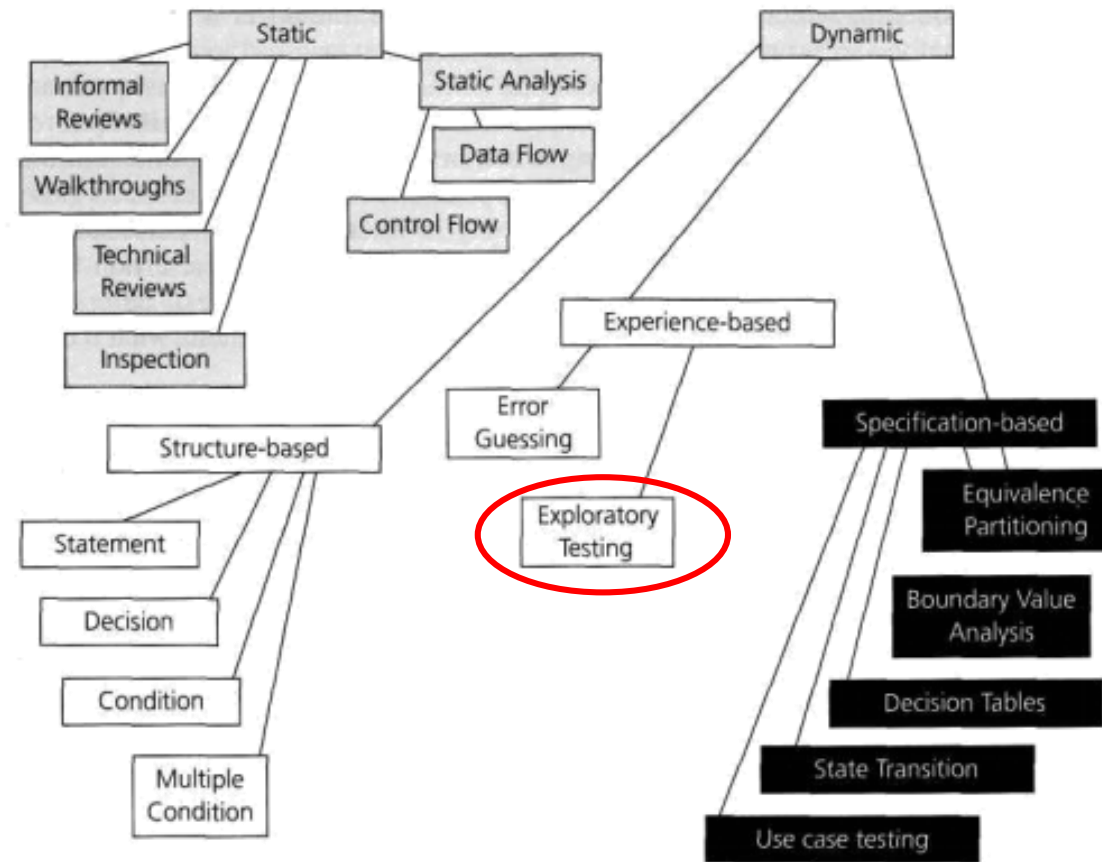 Static
Dynamic
Informal
Reviews
Static Analysis
Data Flow
Walkthroughs
Control Flow
Technical
Reviews
Inspection
Experience-based
Error
Guessing
Specification-based
Structure-based
Exploratory
Testing
Equivalence
Partitioning
Statement
Boundary Value
Analysis
Decision
Condition
Decision Tables
Multiple
Condition
State Transition
Use case testing